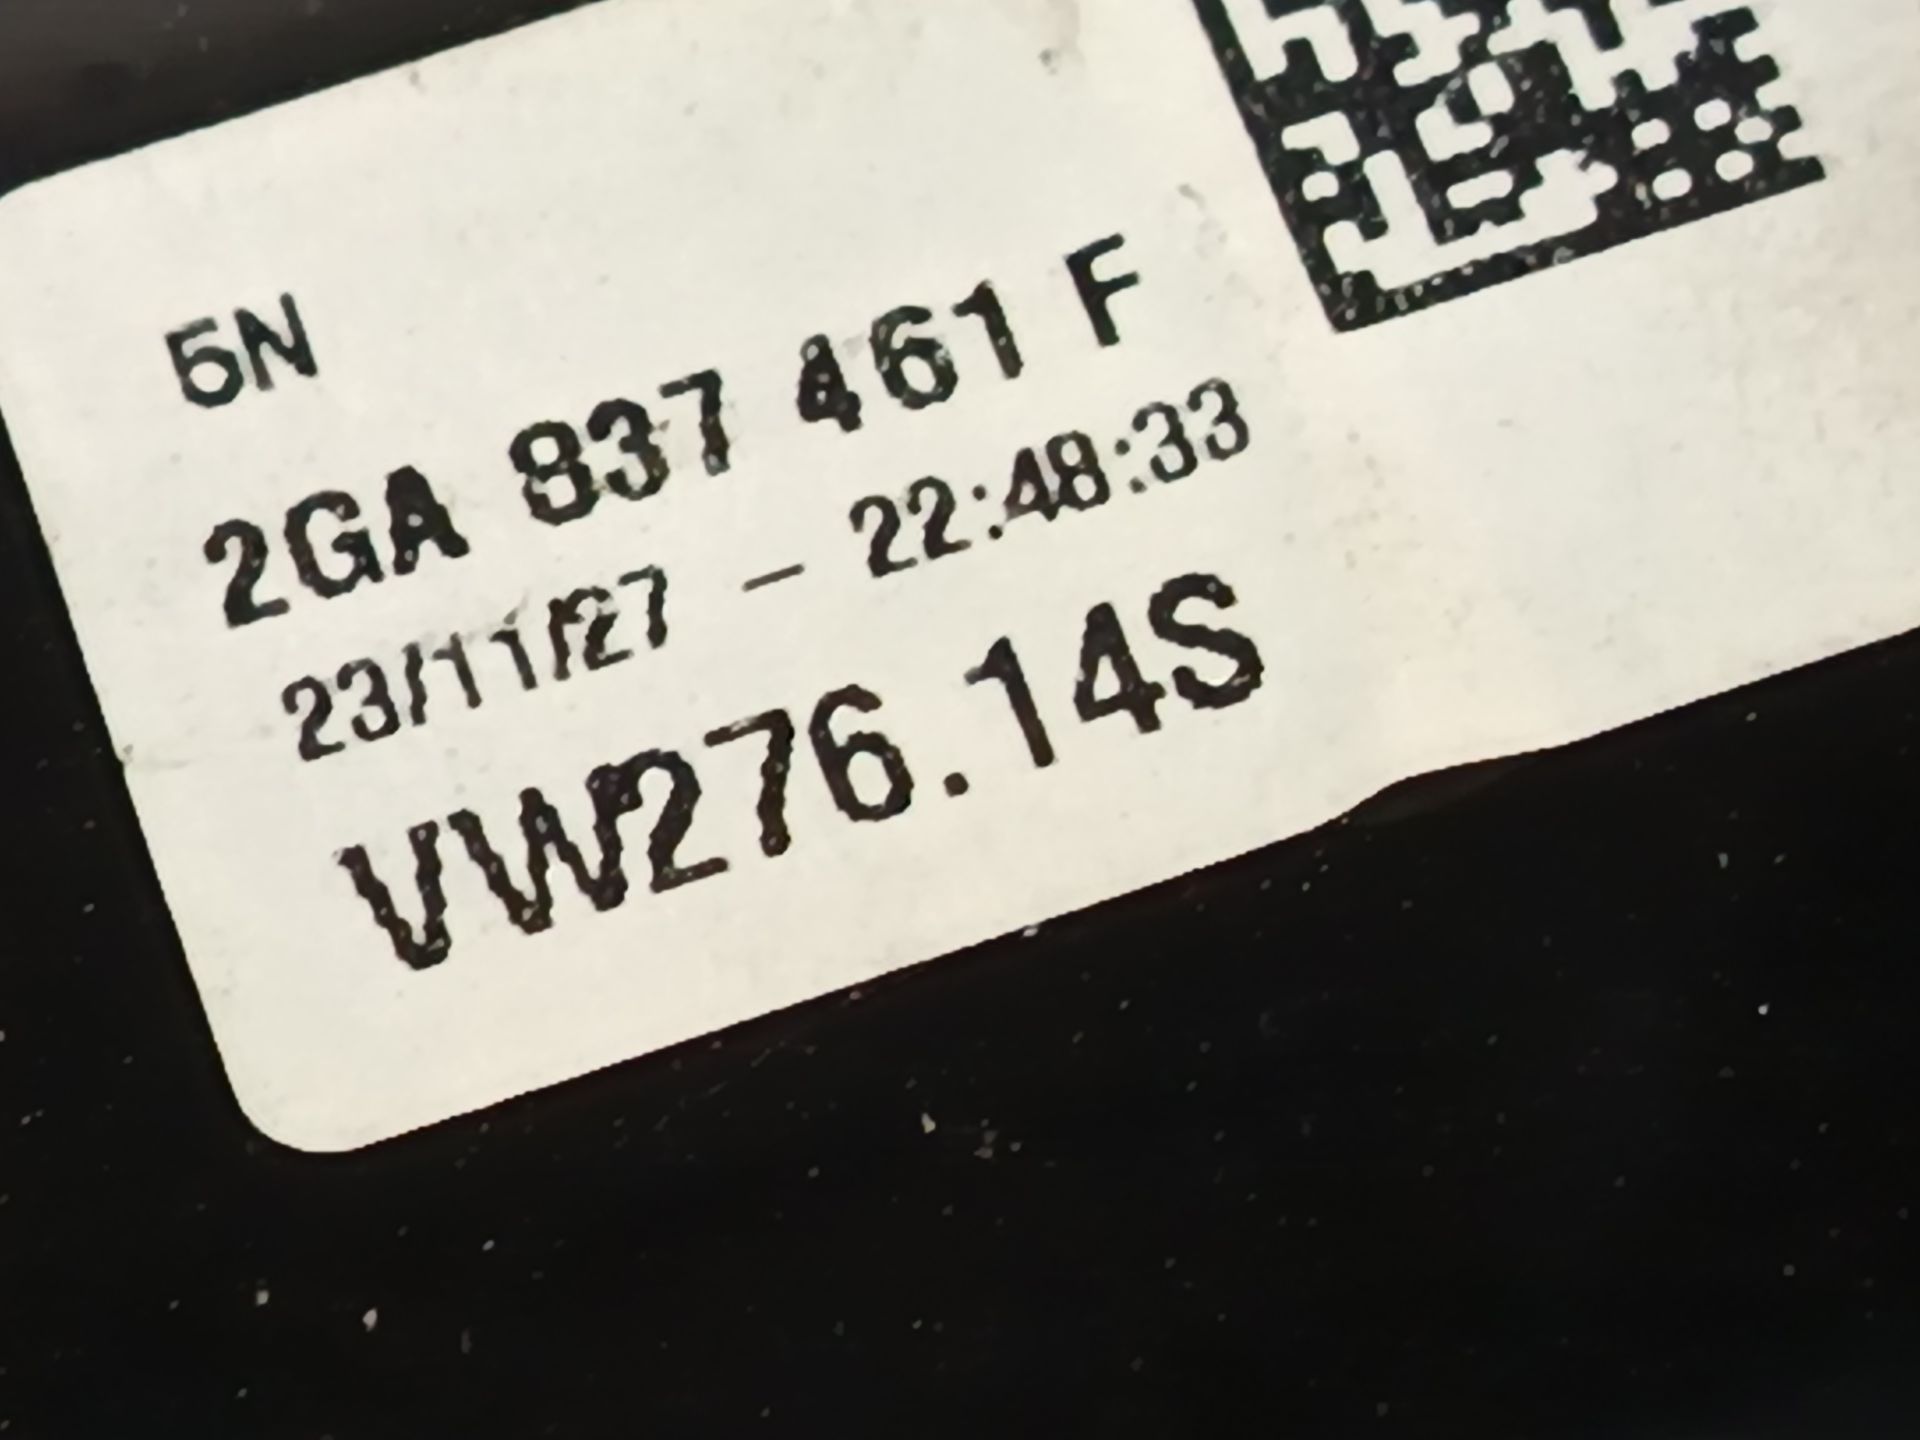 5N
2GA 837 461 F
23/11/27 - 22:48:33
VW276.14S